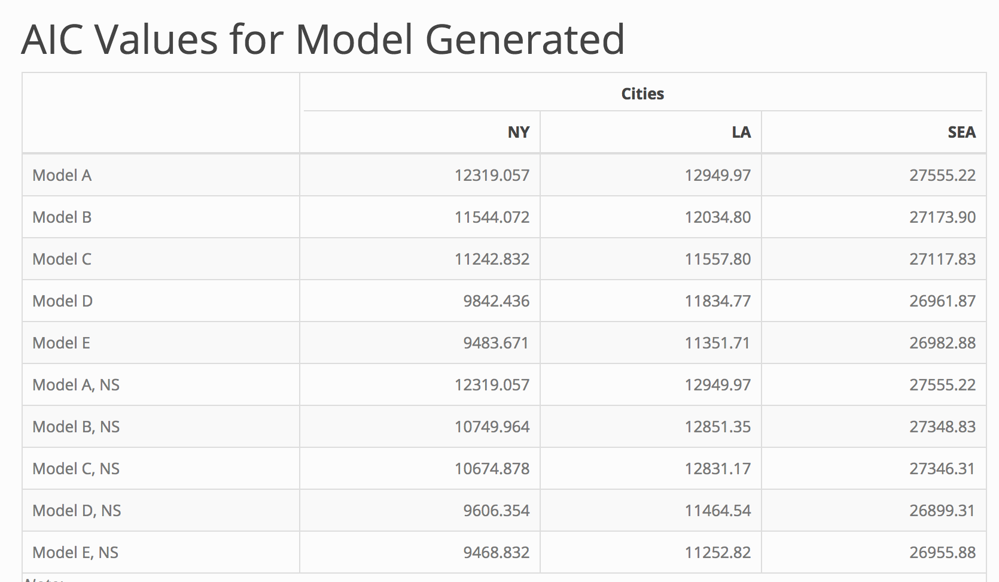 AIC Values for Model Generated
Cities
NY LA SEA
Model A 12319.057 12949.97 27555.22
Model B 11544.072 12034.80 27173.90
Model C 11242.832 11557.80 27117.83
Model D 9842.436 11834.77 26961.87
Model E 9483.671 11351.71 26982.88
Model A, NS 12319.057 12949.97 27555.22
Model B, NS 10749.964 12851.35 27348.83
Model C, NS 10674.878 12831.17 27346.31
Model D, NS 9606.354 11464.54 26899.31
Model E, NS 9468.832 11252.82 26955.88